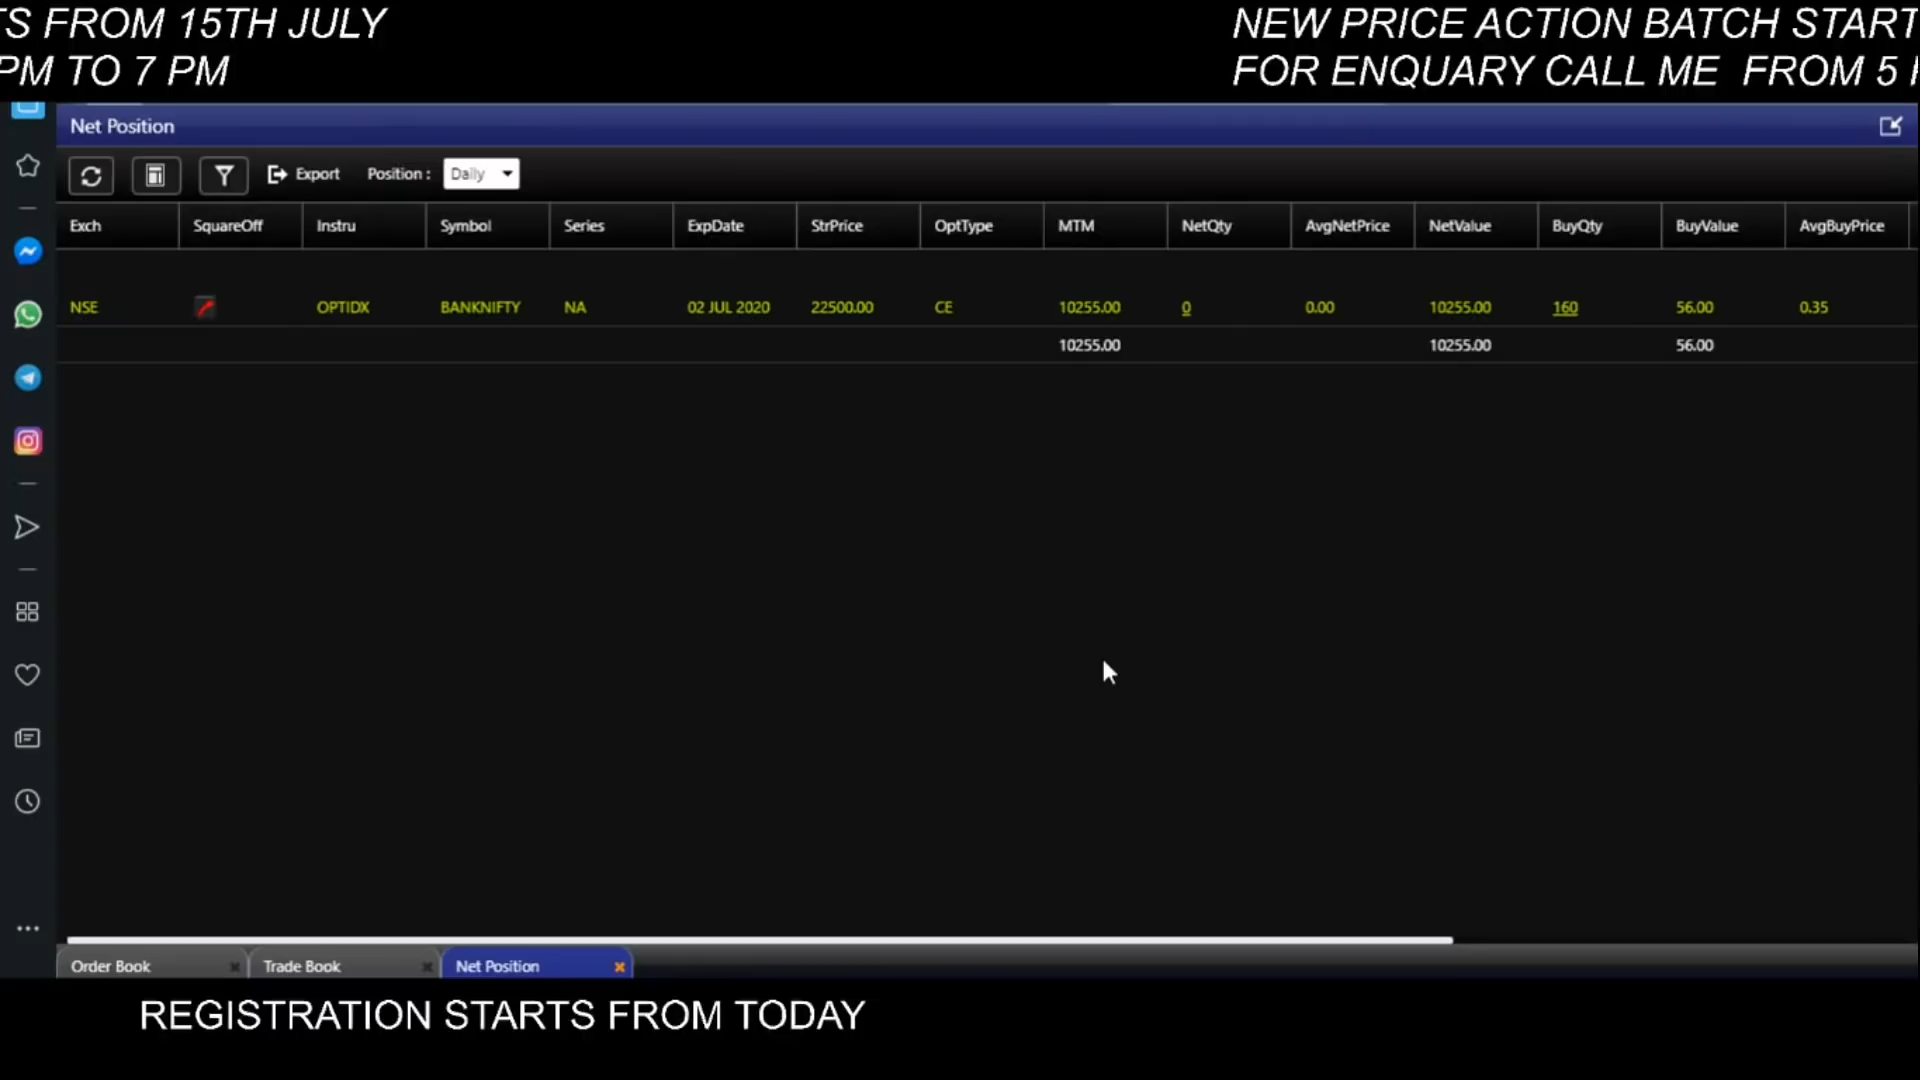 TS FROM 15TH JULY
NEW PRICE ACTION BATCH START
PM TO 7 PM
FOR ENQUARY CALL ME FROM 5
Net Position
Export Position : Daily
Exch SquareOff Instru Symbol Series ExpDate StrPrice OptType MTM NetQty AvgNetPrice NetValue BuyQty BuyValue AvgBuyPrice
NSE OPTIDX BANKNIFTY NA 02 JUL 2020 22500.00 CE 10255.00 0 0.00 10255.00 160 56.00 0.35
10255.00 10255.00 56.00
Order Book Trade Book Net Position
REGISTRATION STARTS FROM TODAY